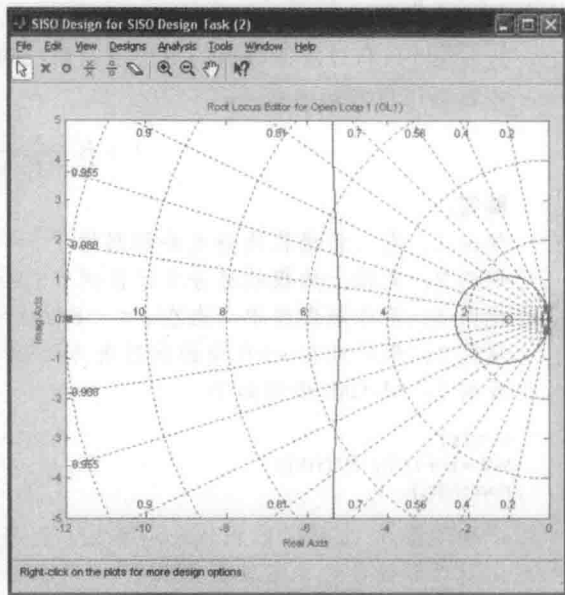 SISO Design for SISO Design Task (2)
File Edit View Designs Analysis Tools Window Help
Root Locus Editor for Open Loop 1 (OL1)
5 0.9 0.81 0.7 0.56 0.4 0.2
4
0.955
3
2
0.988
1
0 10 8 6 4 2
-1
-2
0.998
-3
-4
0.955
-5 0.9 0.81 0.7 0.56 0.4 0.2
-12 -10 -8 -6 -4 -2 0
Imag Axis
Real Axis
Right-click on the plots for more design options.